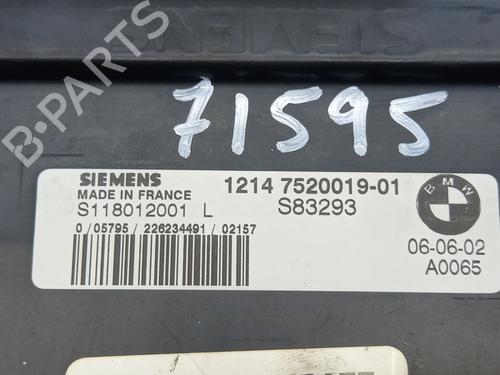 SIEMENS
71595
B-PARTS
SIEMENS
MADE IN FRANCE
S118012001 L
1214 7520019-01
S83293
BMW
06-06-02
A0065
0 / 05795 / 226234491 / 02157